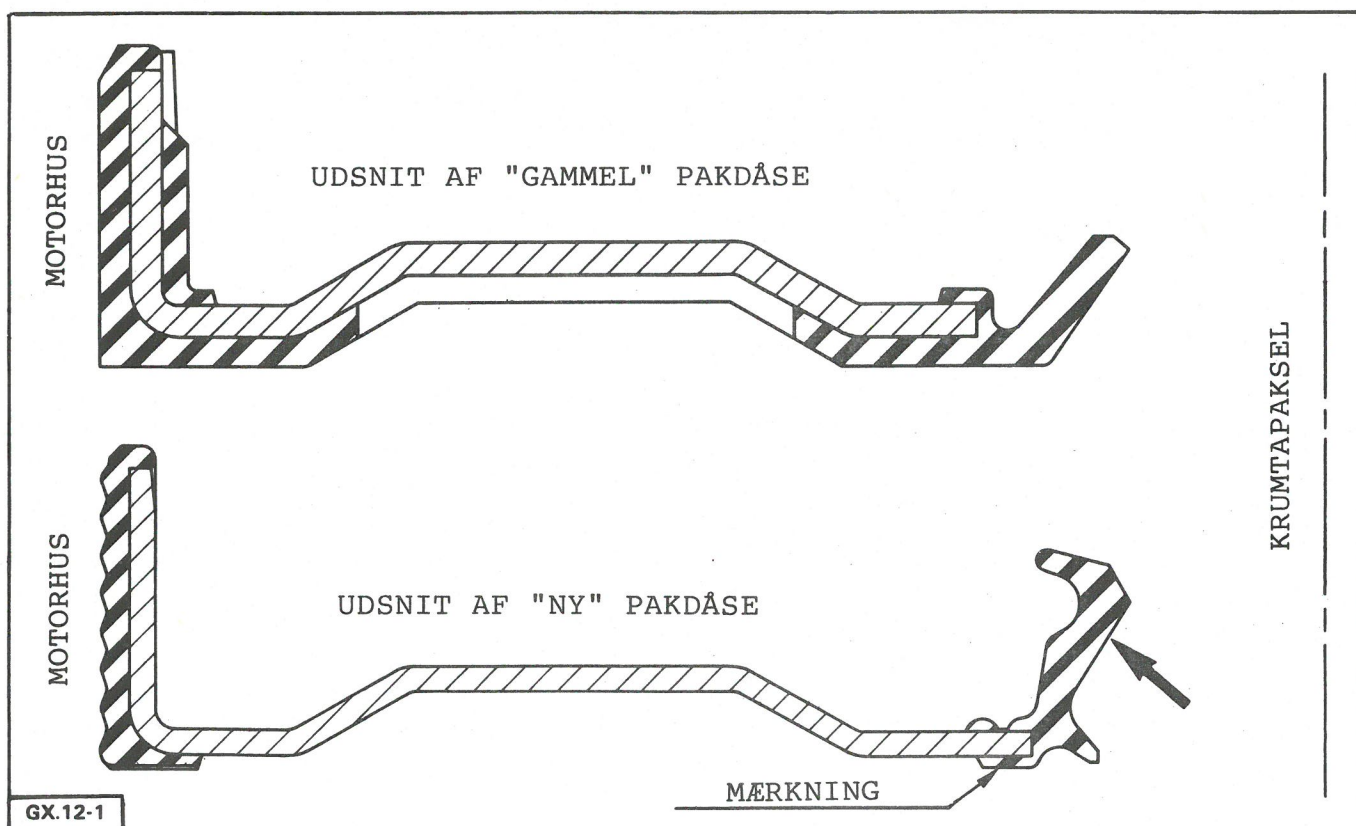 MOTORHUS
UDSNIT AF "GAMMEL" PAKDÅSE
KRUMTAPAKSEL
MOTORHUS
UDSNIT AF "NY" PAKDÅSE
MÆRKNING
GX.12-1